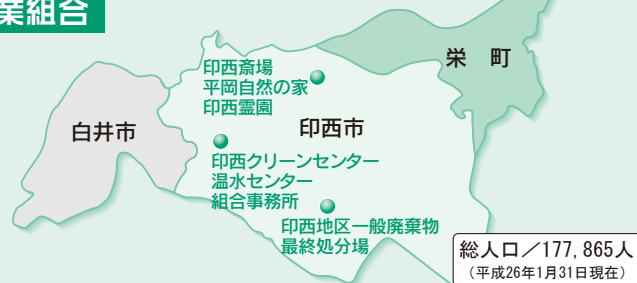 業組合
栄　町
印西斎場
平岡自然の家
印西霊園
白井市
印西市
印西クリーンセンター
温水センター
組合事務所
印西地区一般廃棄物
最終処分場
総人口／177,865人
（平成26年1月31日現在）